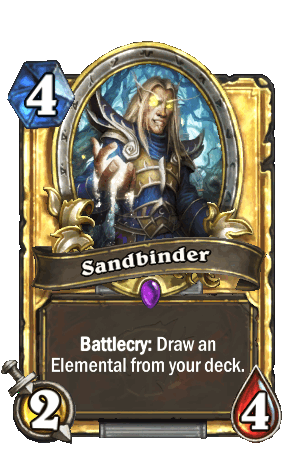 4
Sandbinder
Battlecry: Draw an
Elemental from your deck.
2
4